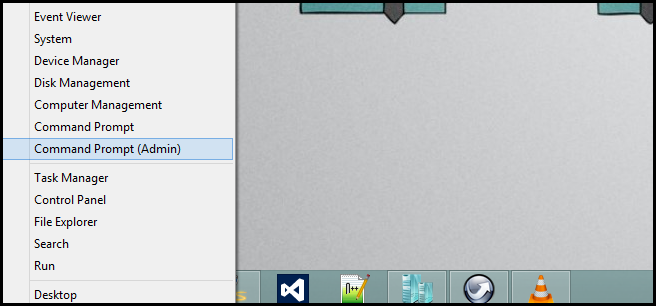 Event Viewer
System
Device Manager
Disk Management
Computer Management
Command Prompt
Command Prompt (Admin)
Task Manager
Control Panel
File Explorer
Search
Run
Desktop